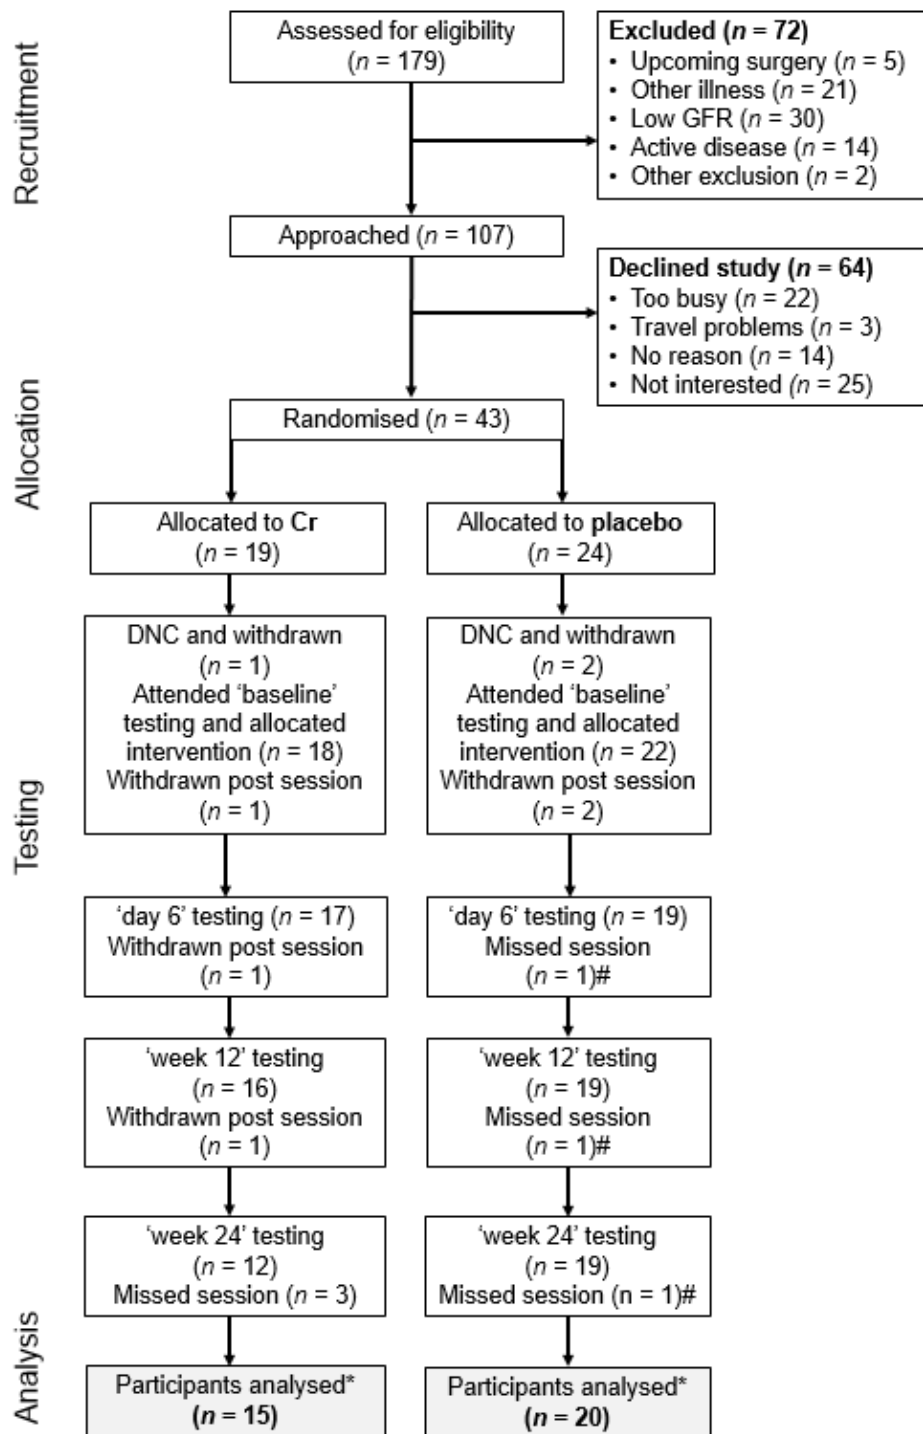 Recruitment
Assessed for eligibility
(n = 179)
Excluded (n = 72)
• Upcoming surgery (n = 5)
• Other illness (n = 21)
• Low GFR (n = 30)
• Active disease (n = 14)
• Other exclusion (n = 2)
Approached (n = 107)
Declined study (n = 64)
• Too busy (n = 22)
• Travel problems (n = 3)
• No reason (n = 14)
• Not interested (n = 25)
Allocation
Randomised (n = 43)
Allocated to Cr
(n = 19)
Allocated to placebo
(n = 24)
Testing
DNC and withdrawn
(n = 1)
Attended ‘baseline’
testing and allocated
intervention (n = 18)
Withdrawn post session
(n = 1)
DNC and withdrawn
(n = 2)
Attended ‘baseline’
testing and allocated
intervention (n = 22)
Withdrawn post session
(n = 2)
‘day 6’ testing (n = 17)
Withdrawn post session
(n = 1)
‘day 6’ testing (n = 19)
Missed session
(n = 1)#
‘week 12’ testing
(n = 16)
Withdrawn post session
(n = 1)
‘week 12’ testing
(n = 19)
Missed session
(n = 1)#
‘week 24’ testing
(n = 12)
Missed session (n = 3)
‘week 24’ testing
(n = 19)
Missed session (n = 1)#
Analysis
Participants analysed*
(n = 15)
Participants analysed*
(n = 20)